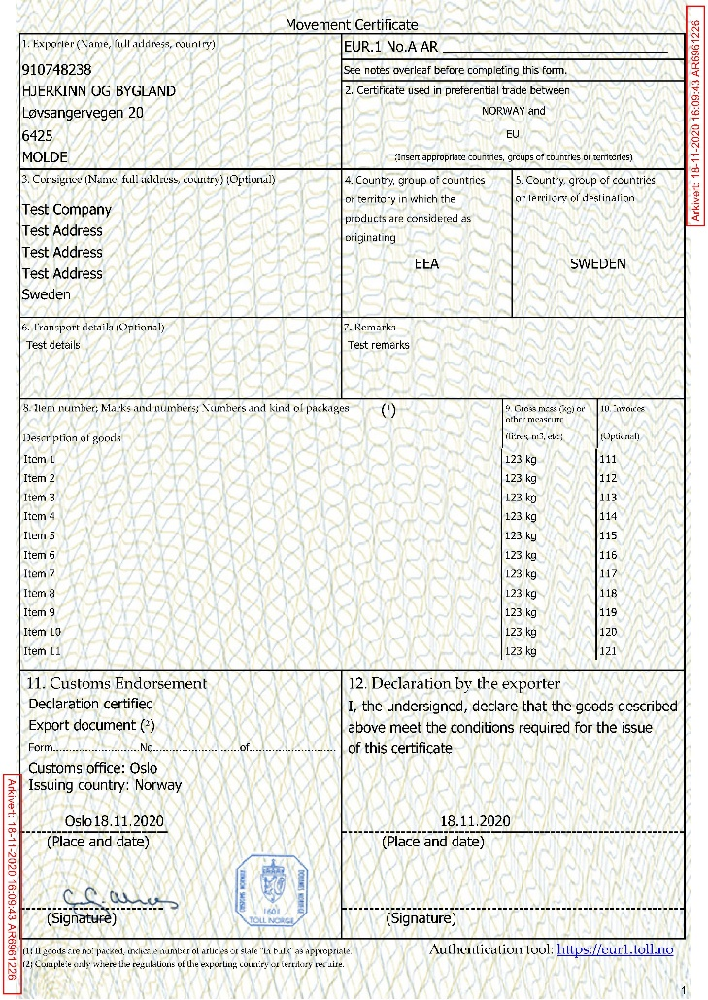 Movement Certificate
1. Exporter (Name, full address, country)
910748238
HJERKINN OG BYGLAND
Løvsangervegen 20
6425
MOLDE
EUR.1 No.A AR
See notes overleaf before completing this form.
2. Certificate used in preferential trade between
NORWAY and
EU
(Insert appropriate countries, groups of countries or territories)
3. Consignee (Name, full address, country) (Optional)
Test Company
Test Address
Test Address
Test Address
Sweden
4. Country, group of countries
or territory in which the
products are considered as
originating
EEA
5. Country, group of countries
or territory of destination
SWEDEN
6. Transport details (Optional)
Test details
7. Remarks
Test remarks
8. Item number; Marks and numbers; Numbers and kind of packages (1)
Description of goods
9. Gross mass (kg) or
other measure
(litres, m3, etc.)
10. Invoices
(Optional)
Item 1 123 kg 111
Item 2 123 kg 112
Item 3 123 kg 113
Item 4 123 kg 114
Item 5 123 kg 115
Item 6 123 kg 116
Item 7 123 kg 117
Item 8 123 kg 118
Item 9 123 kg 119
Item 10 123 kg 120
Item 11 123 kg 121
11. Customs Endorsement
Declaration certified
Export document (2)
Form..............................No..............................of..............................
Customs office: Oslo
Issuing country: Norway
Oslo 18.11.2020
(Place and date)
(Signature)
1601
TOLL NORGE
12. Declaration by the exporter
I, the undersigned, declare that the goods described
above meet the conditions required for the issue
of this certificate
18.11.2020
(Place and date)
(Signature)
(1) If goods are not packed, indicate number of articles or state "in bulk" as appropriate.
(2) Complete only where the regulations of the exporting country or territory require.
Authentication tool: https://eur1.toll.no
1
Arkivert: 18-11-2020 16:09:43 AR6961226
Arkivert: 18-11-2020 16:09:43 AR6961226